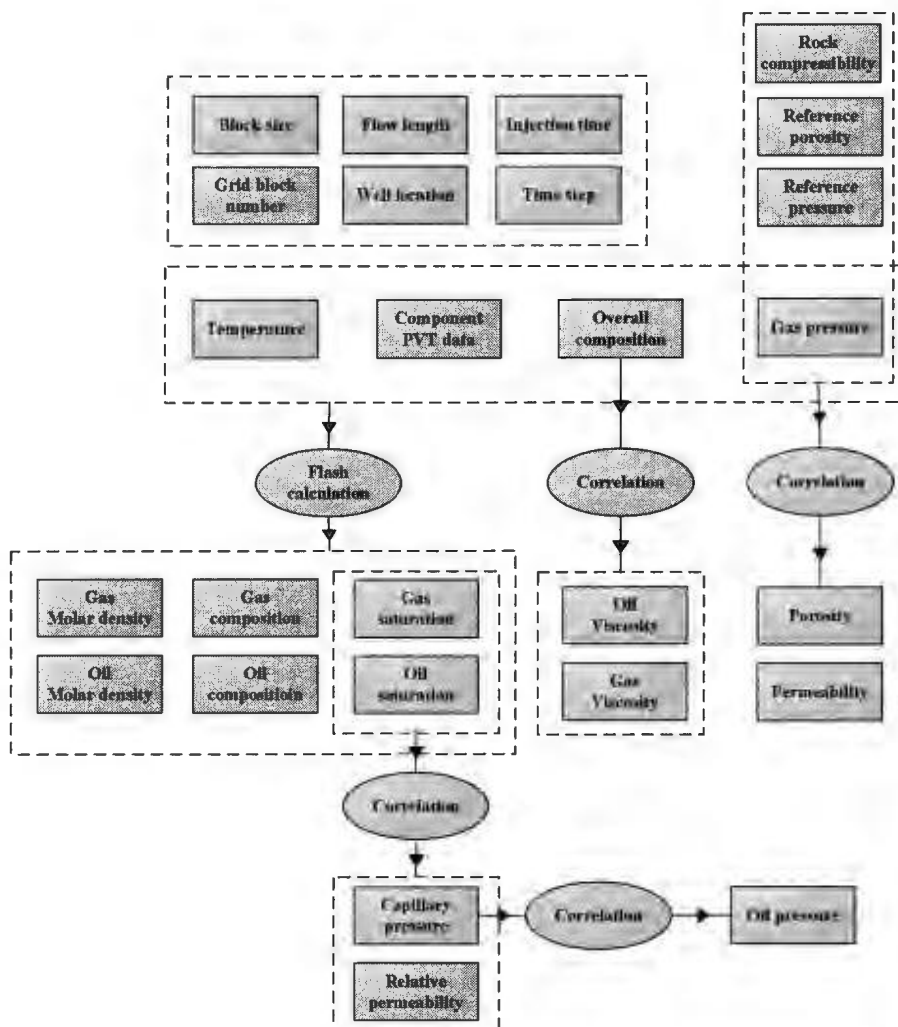 Rock
compressibility
Block size
Flow length
Injection time
Reference
porosity
Grid block
number
Well location
Time step
Reference
pressure
Temperature
Component
PVT data
Overall
composition
Gas pressure
Flash
calculation
Correlation
Correlation
Gas
Molar density
Gas
composition
Gas
saturation
Oil
Viscosity
Porosity
Oil
Molar density
Oil
compositioin
Oil
saturation
Gas
Viscosity
Permeability
Correlation
Capillary
pressure
Correlation
Oil pressure
Relative
permeability